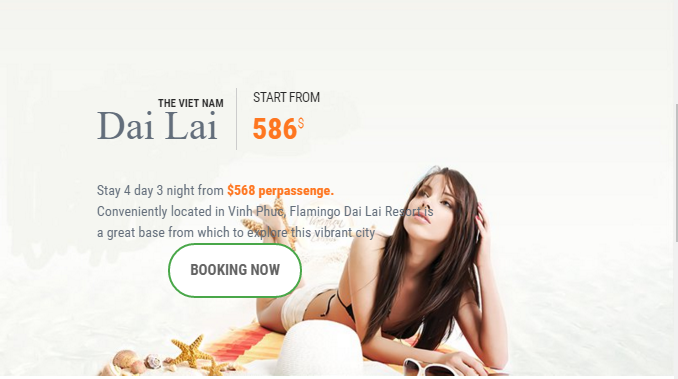 THE VIET NAM
Dai Lai
START FROM
586$
Stay 4 day 3 night from $568 perpassenge.
Conveniently located in Vinh Phuc, Flamingo Dai Lai Resort is
a great base from which to explore this vibrant city
BOOKING NOW